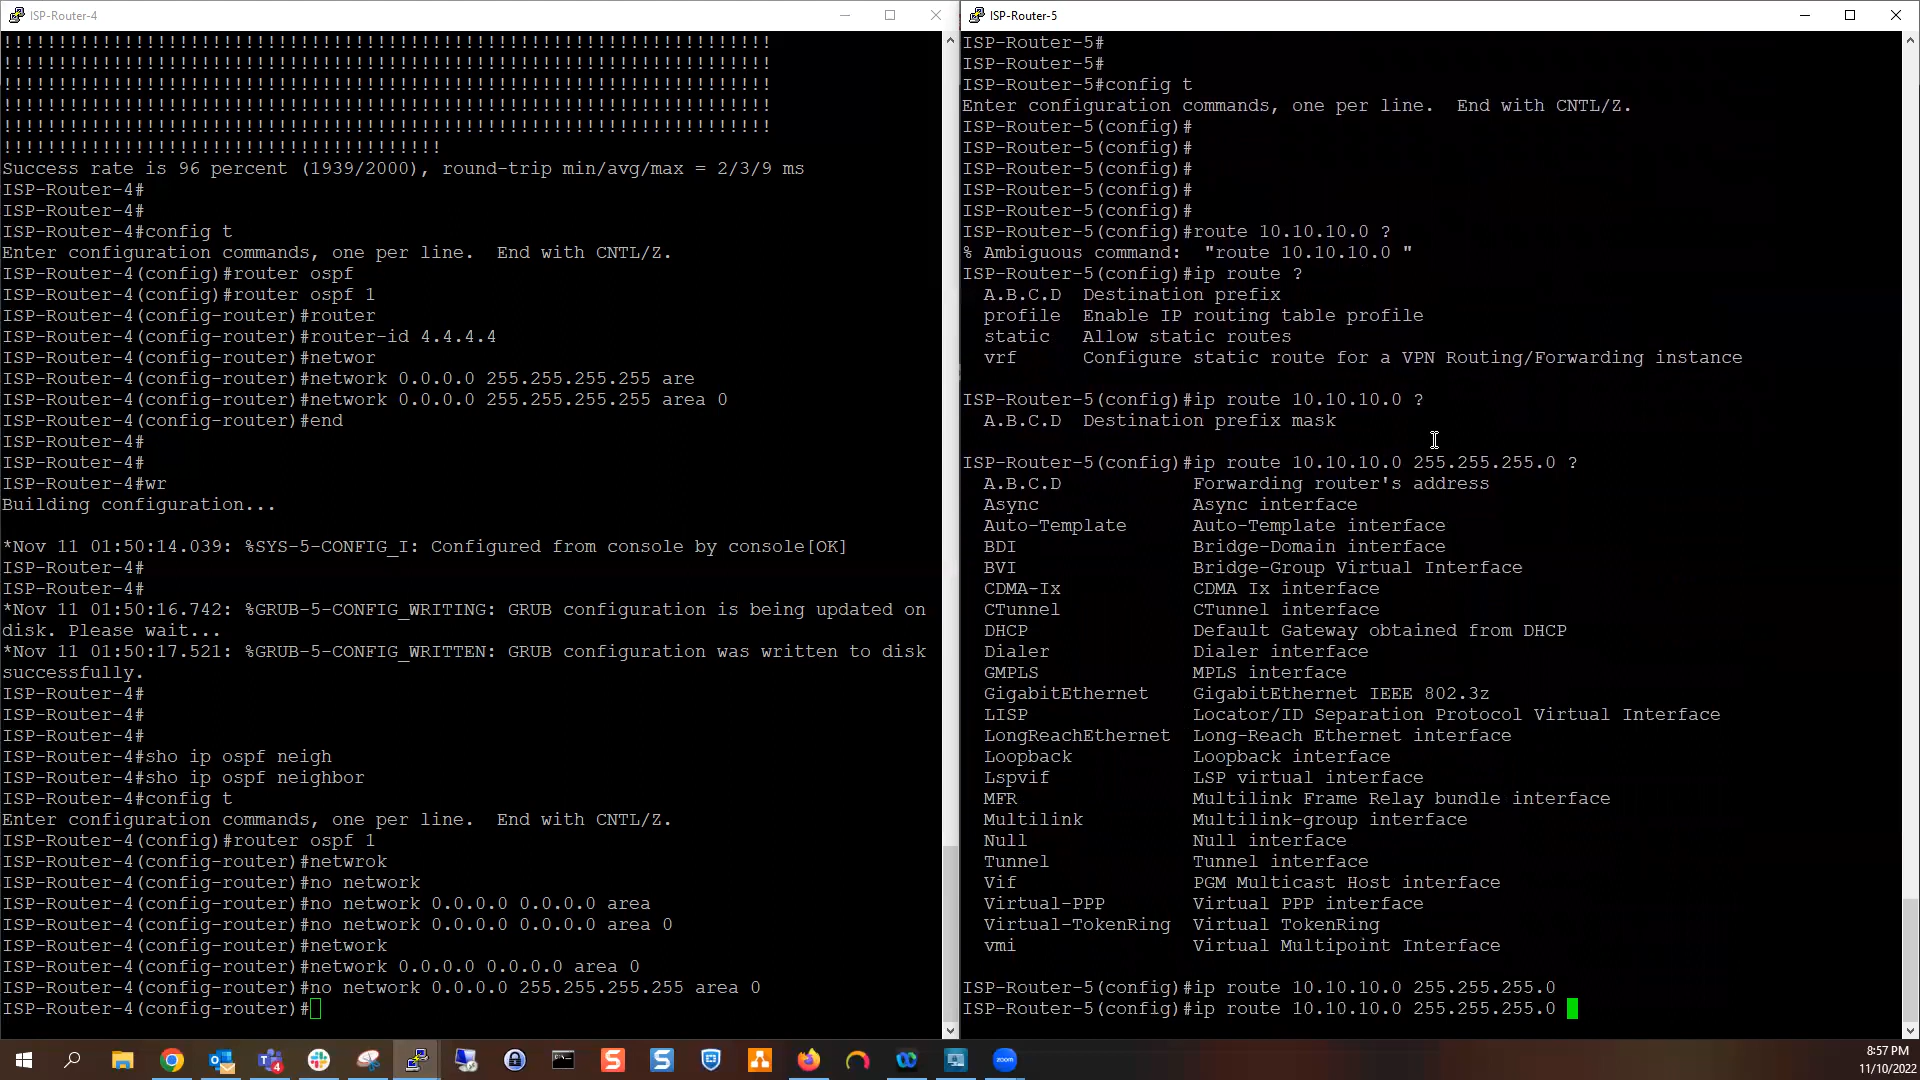 ISP-Router-4
!!!!!!!!!!!!!!!!!!!!!!!!!!!!!!!!!!!!!!!!!!!!!!!!!!!!!!!!!!!!!!!!!!!!!!
!!!!!!!!!!!!!!!!!!!!!!!!!!!!!!!!!!!!!!!!!!!!!!!!!!!!!!!!!!!!!!!!!!!!!!
!!!!!!!!!!!!!!!!!!!!!!!!!!!!!!!!!!!!!!!!!!!!!!!!!!!!!!!!!!!!!!!!!!!!!!
!!!!!!!!!!!!!!!!!!!!!!!!!!!!!!!!!!!!!!!!!!!!!!!!!!!!!!!!!!!!!!!!!!!!!!
!!!!!!!!!!!!!!!!!!!!!!!!!!!!!!!!!!!!!!!!!!!!!!!!!!!!!!!!!!!!!!!!!!!!!!
!!!!!!!!!!!!!!!!!!!!!!!!!!!!!!!!!!!!!!!!
Success rate is 96 percent (1939/2000), round-trip min/avg/max = 2/3/9 ms
ISP-Router-4#
ISP-Router-4#
ISP-Router-4#config t
Enter configuration commands, one per line.  End with CNTL/Z.
ISP-Router-4(config)#router ospf
ISP-Router-4(config)#router ospf 1
ISP-Router-4(config-router)#router
ISP-Router-4(config-router)#router-id 4.4.4.4
ISP-Router-4(config-router)#networ
ISP-Router-4(config-router)#network 0.0.0.0 255.255.255.255 are
ISP-Router-4(config-router)#network 0.0.0.0 255.255.255.255 area 0
ISP-Router-4(config-router)#end
ISP-Router-4#
ISP-Router-4#
ISP-Router-4#wr
Building configuration...
*Nov 11 01:50:14.039: %SYS-5-CONFIG_I: Configured from console by console[OK]
ISP-Router-4#
ISP-Router-4#
*Nov 11 01:50:16.742: %GRUB-5-CONFIG_WRITING: GRUB configuration is being updated on
disk. Please wait...
*Nov 11 01:50:17.521: %GRUB-5-CONFIG_WRITTEN: GRUB configuration was written to disk
successfully.
ISP-Router-4#
ISP-Router-4#
ISP-Router-4#
ISP-Router-4#sho ip ospf neigh
ISP-Router-4#sho ip ospf neighbor
ISP-Router-4#config t
Enter configuration commands, one per line.  End with CNTL/Z.
ISP-Router-4(config)#router ospf 1
ISP-Router-4(config-router)#netwrok
ISP-Router-4(config-router)#no network
ISP-Router-4(config-router)#no network 0.0.0.0 0.0.0.0 area
ISP-Router-4(config-router)#no network 0.0.0.0 0.0.0.0 area 0
ISP-Router-4(config-router)#network
ISP-Router-4(config-router)#network 0.0.0.0 0.0.0.0 area 0
ISP-Router-4(config-router)#no network 0.0.0.0 255.255.255.255 area 0
ISP-Router-4(config-router)#
ISP-Router-5
ISP-Router-5#
ISP-Router-5#
ISP-Router-5#config t
Enter configuration commands, one per line.  End with CNTL/Z.
ISP-Router-5(config)#
ISP-Router-5(config)#
ISP-Router-5(config)#
ISP-Router-5(config)#
ISP-Router-5(config)#
ISP-Router-5(config)#route 10.10.10.0 ?
% Ambiguous command:  "route 10.10.10.0 "
ISP-Router-5(config)#ip route ?
A.B.C.D  Destination prefix
profile  Enable IP routing table profile
static   Allow static routes
vrf      Configure static route for a VPN Routing/Forwarding instance
ISP-Router-5(config)#ip route 10.10.10.0 ?
A.B.C.D  Destination prefix mask
ISP-Router-5(config)#ip route 10.10.10.0 255.255.255.0 ?
A.B.C.D            Forwarding router's address
Async              Async interface
Auto-Template      Auto-Template interface
BDI                Bridge-Domain interface
BVI                Bridge-Group Virtual Interface
CDMA-Ix            CDMA Ix interface
CTunnel            CTunnel interface
DHCP               Default Gateway obtained from DHCP
Dialer             Dialer interface
GMPLS              MPLS interface
GigabitEthernet    GigabitEthernet IEEE 802.3z
LISP               Locator/ID Separation Protocol Virtual Interface
LongReachEthernet  Long-Reach Ethernet interface
Loopback           Loopback interface
Lspvif             LSP virtual interface
MFR                Multilink Frame Relay bundle interface
Multilink          Multilink-group interface
Null               Null interface
Tunnel             Tunnel interface
Vif                PGM Multicast Host interface
Virtual-PPP        Virtual PPP interface
Virtual-TokenRing  Virtual TokenRing
vmi                Virtual Multipoint Interface
ISP-Router-5(config)#ip route 10.10.10.0 255.255.255.0
ISP-Router-5(config)#ip route 10.10.10.0 255.255.255.0
4
S
S
zoom
8:57 PM
11/10/2022